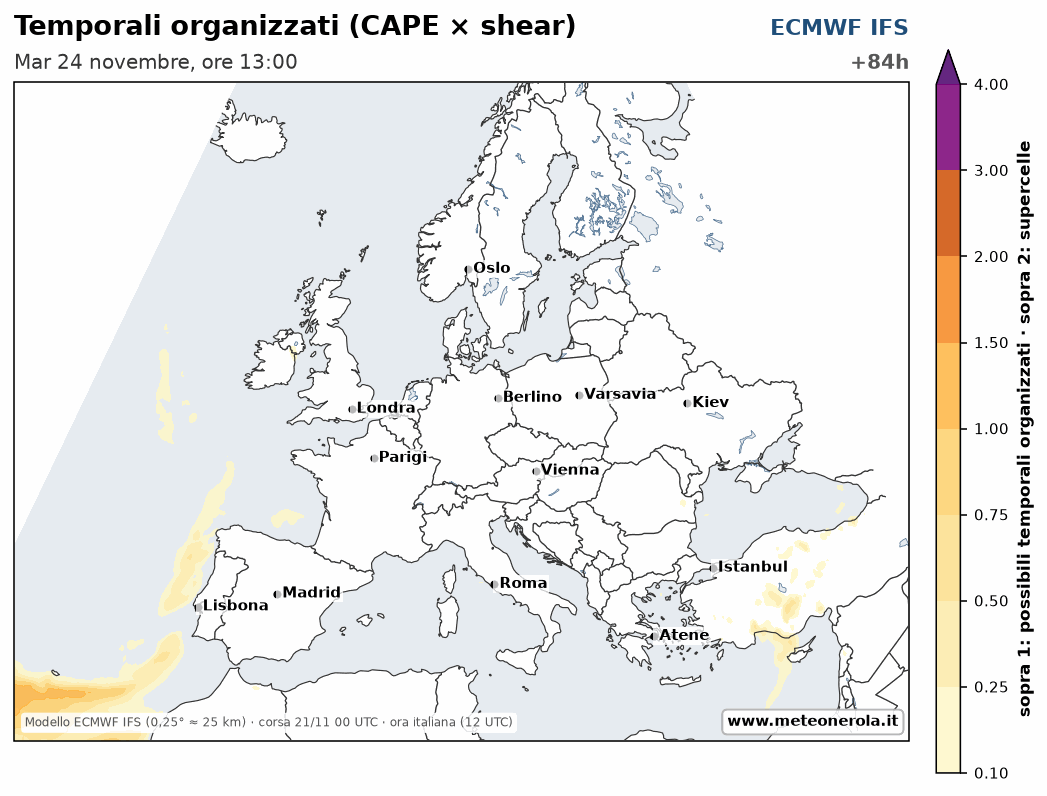 Temporali organizzati (CAPE × shear)
ECMWF IFS
Mar 24 novembre, ore 13:00
+84h
4.00
3.00
2.00
1.50
1.00
0.75
0.50
0.25
0.10
sopra 1: possibili temporali organizzati · sopra 2: supercelle
Oslo
Londra
Berlino
Varsavia
Kiev
Parigi
Vienna
Istanbul
Roma
Madrid
Lisbona
Atene
Modello ECMWF IFS (0,25° ≈ 25 km) · corsa 21/11 00 UTC · ora italiana (12 UTC)
www.meteonerola.it